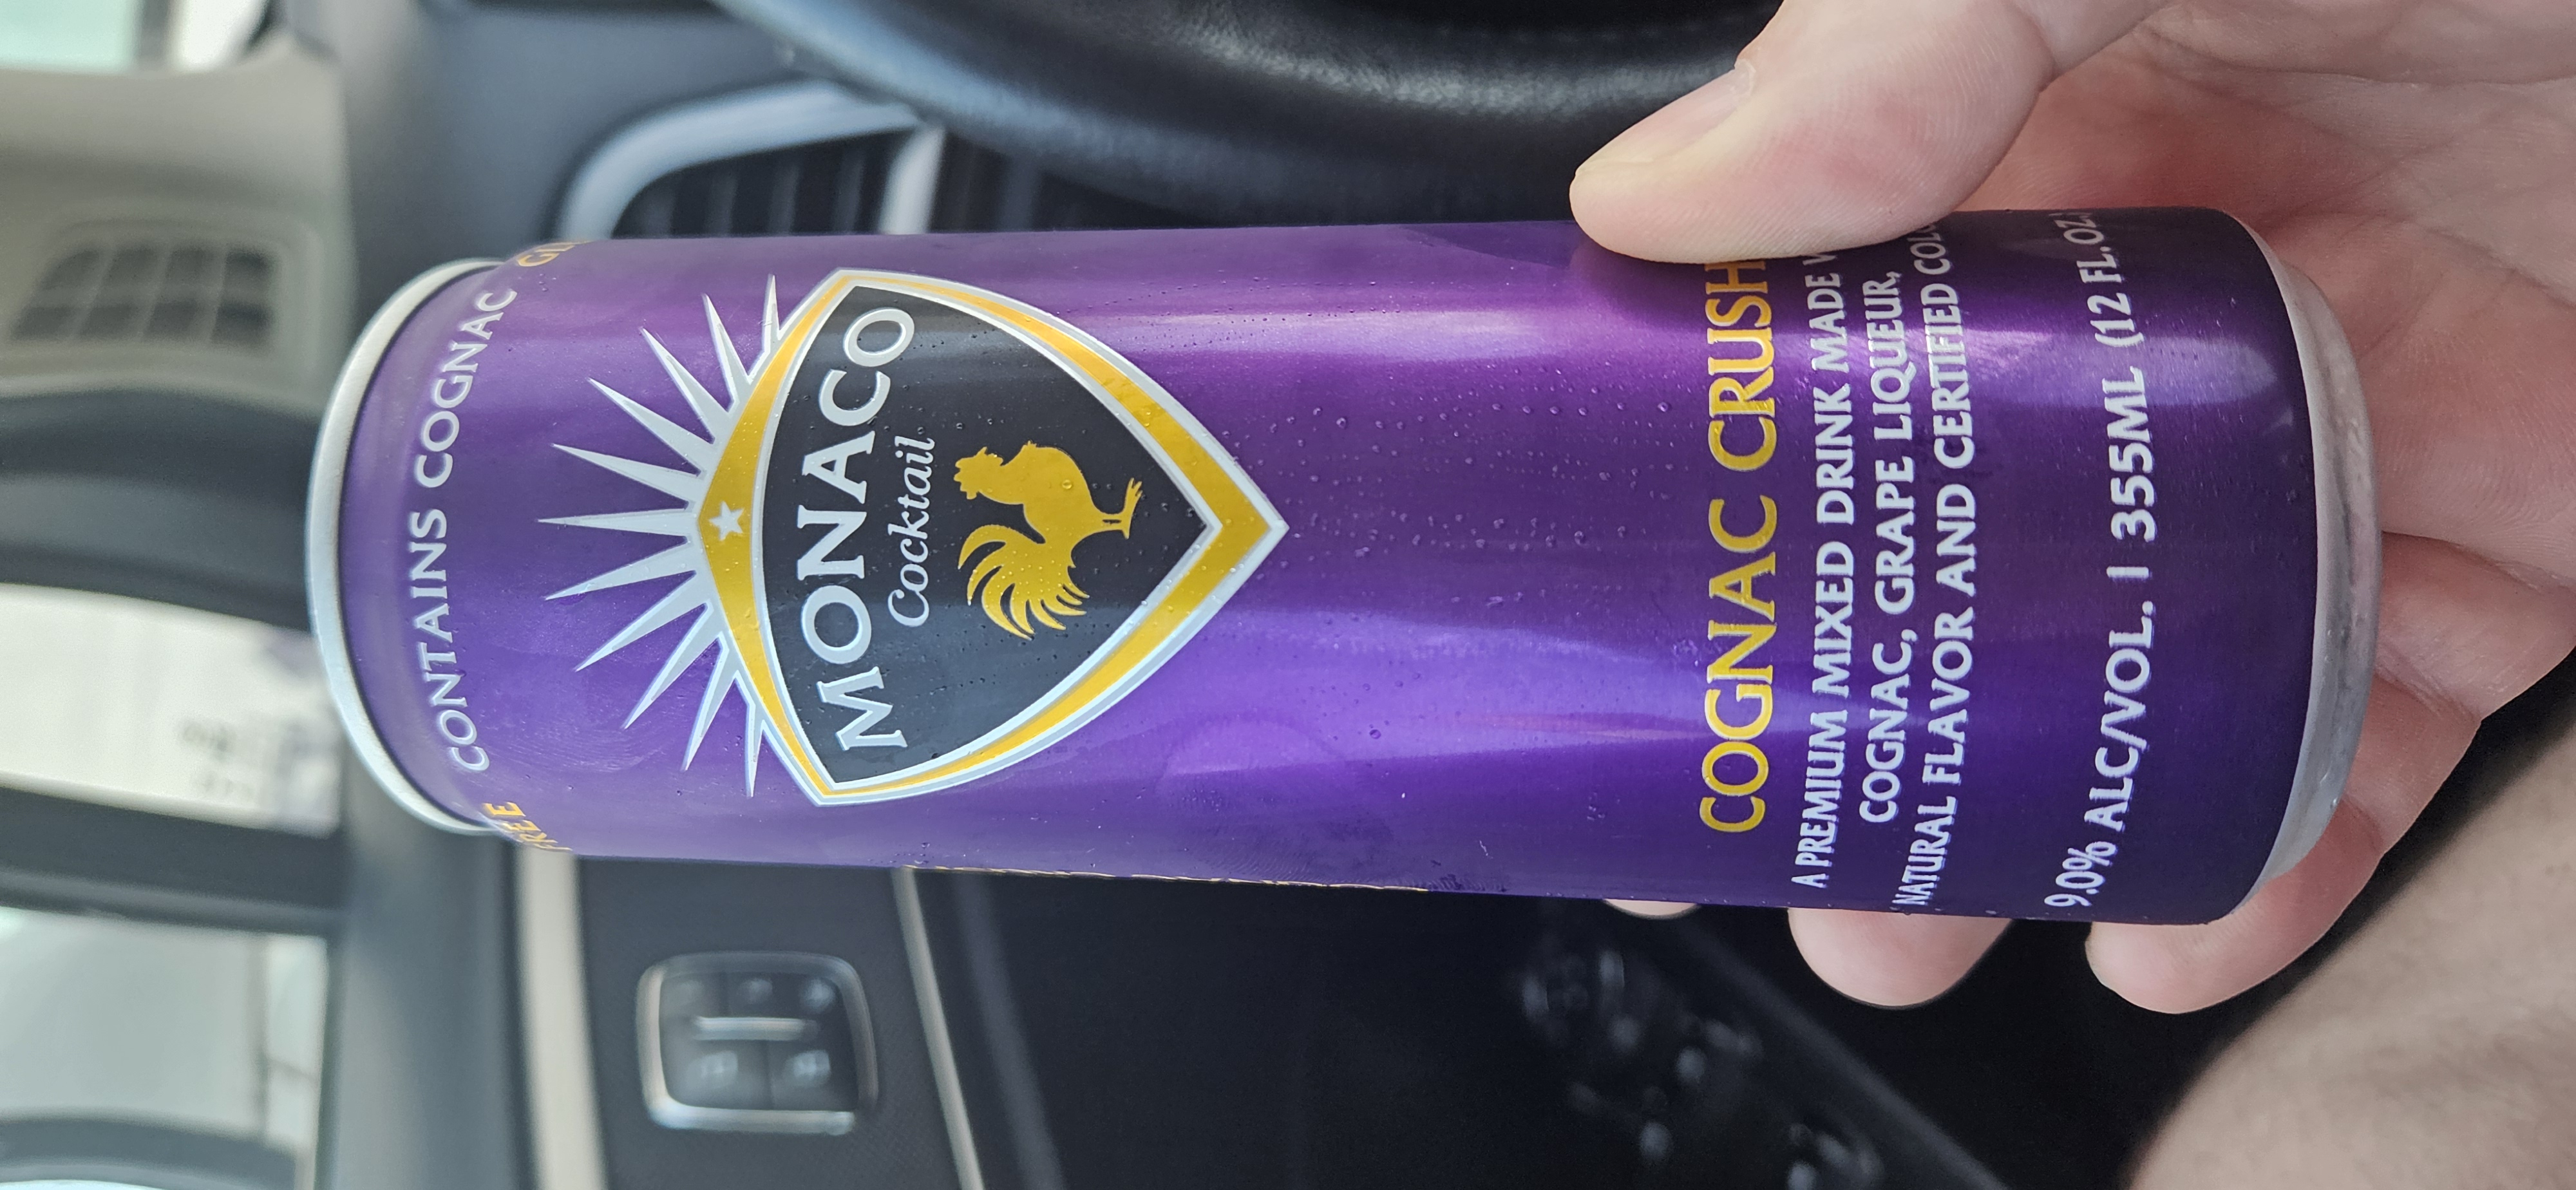 CONTAINS COGNAC
MONACO
Cocktail
COGNAC CRUSH
A PREMIUM MIXED DRINK MADE
COGNAC, GRAPE LIQUEUR,
NATURAL FLAVOR AND CERTIFIED
9.0% ALC/VOL. | 355ML (12 FL.OZ.